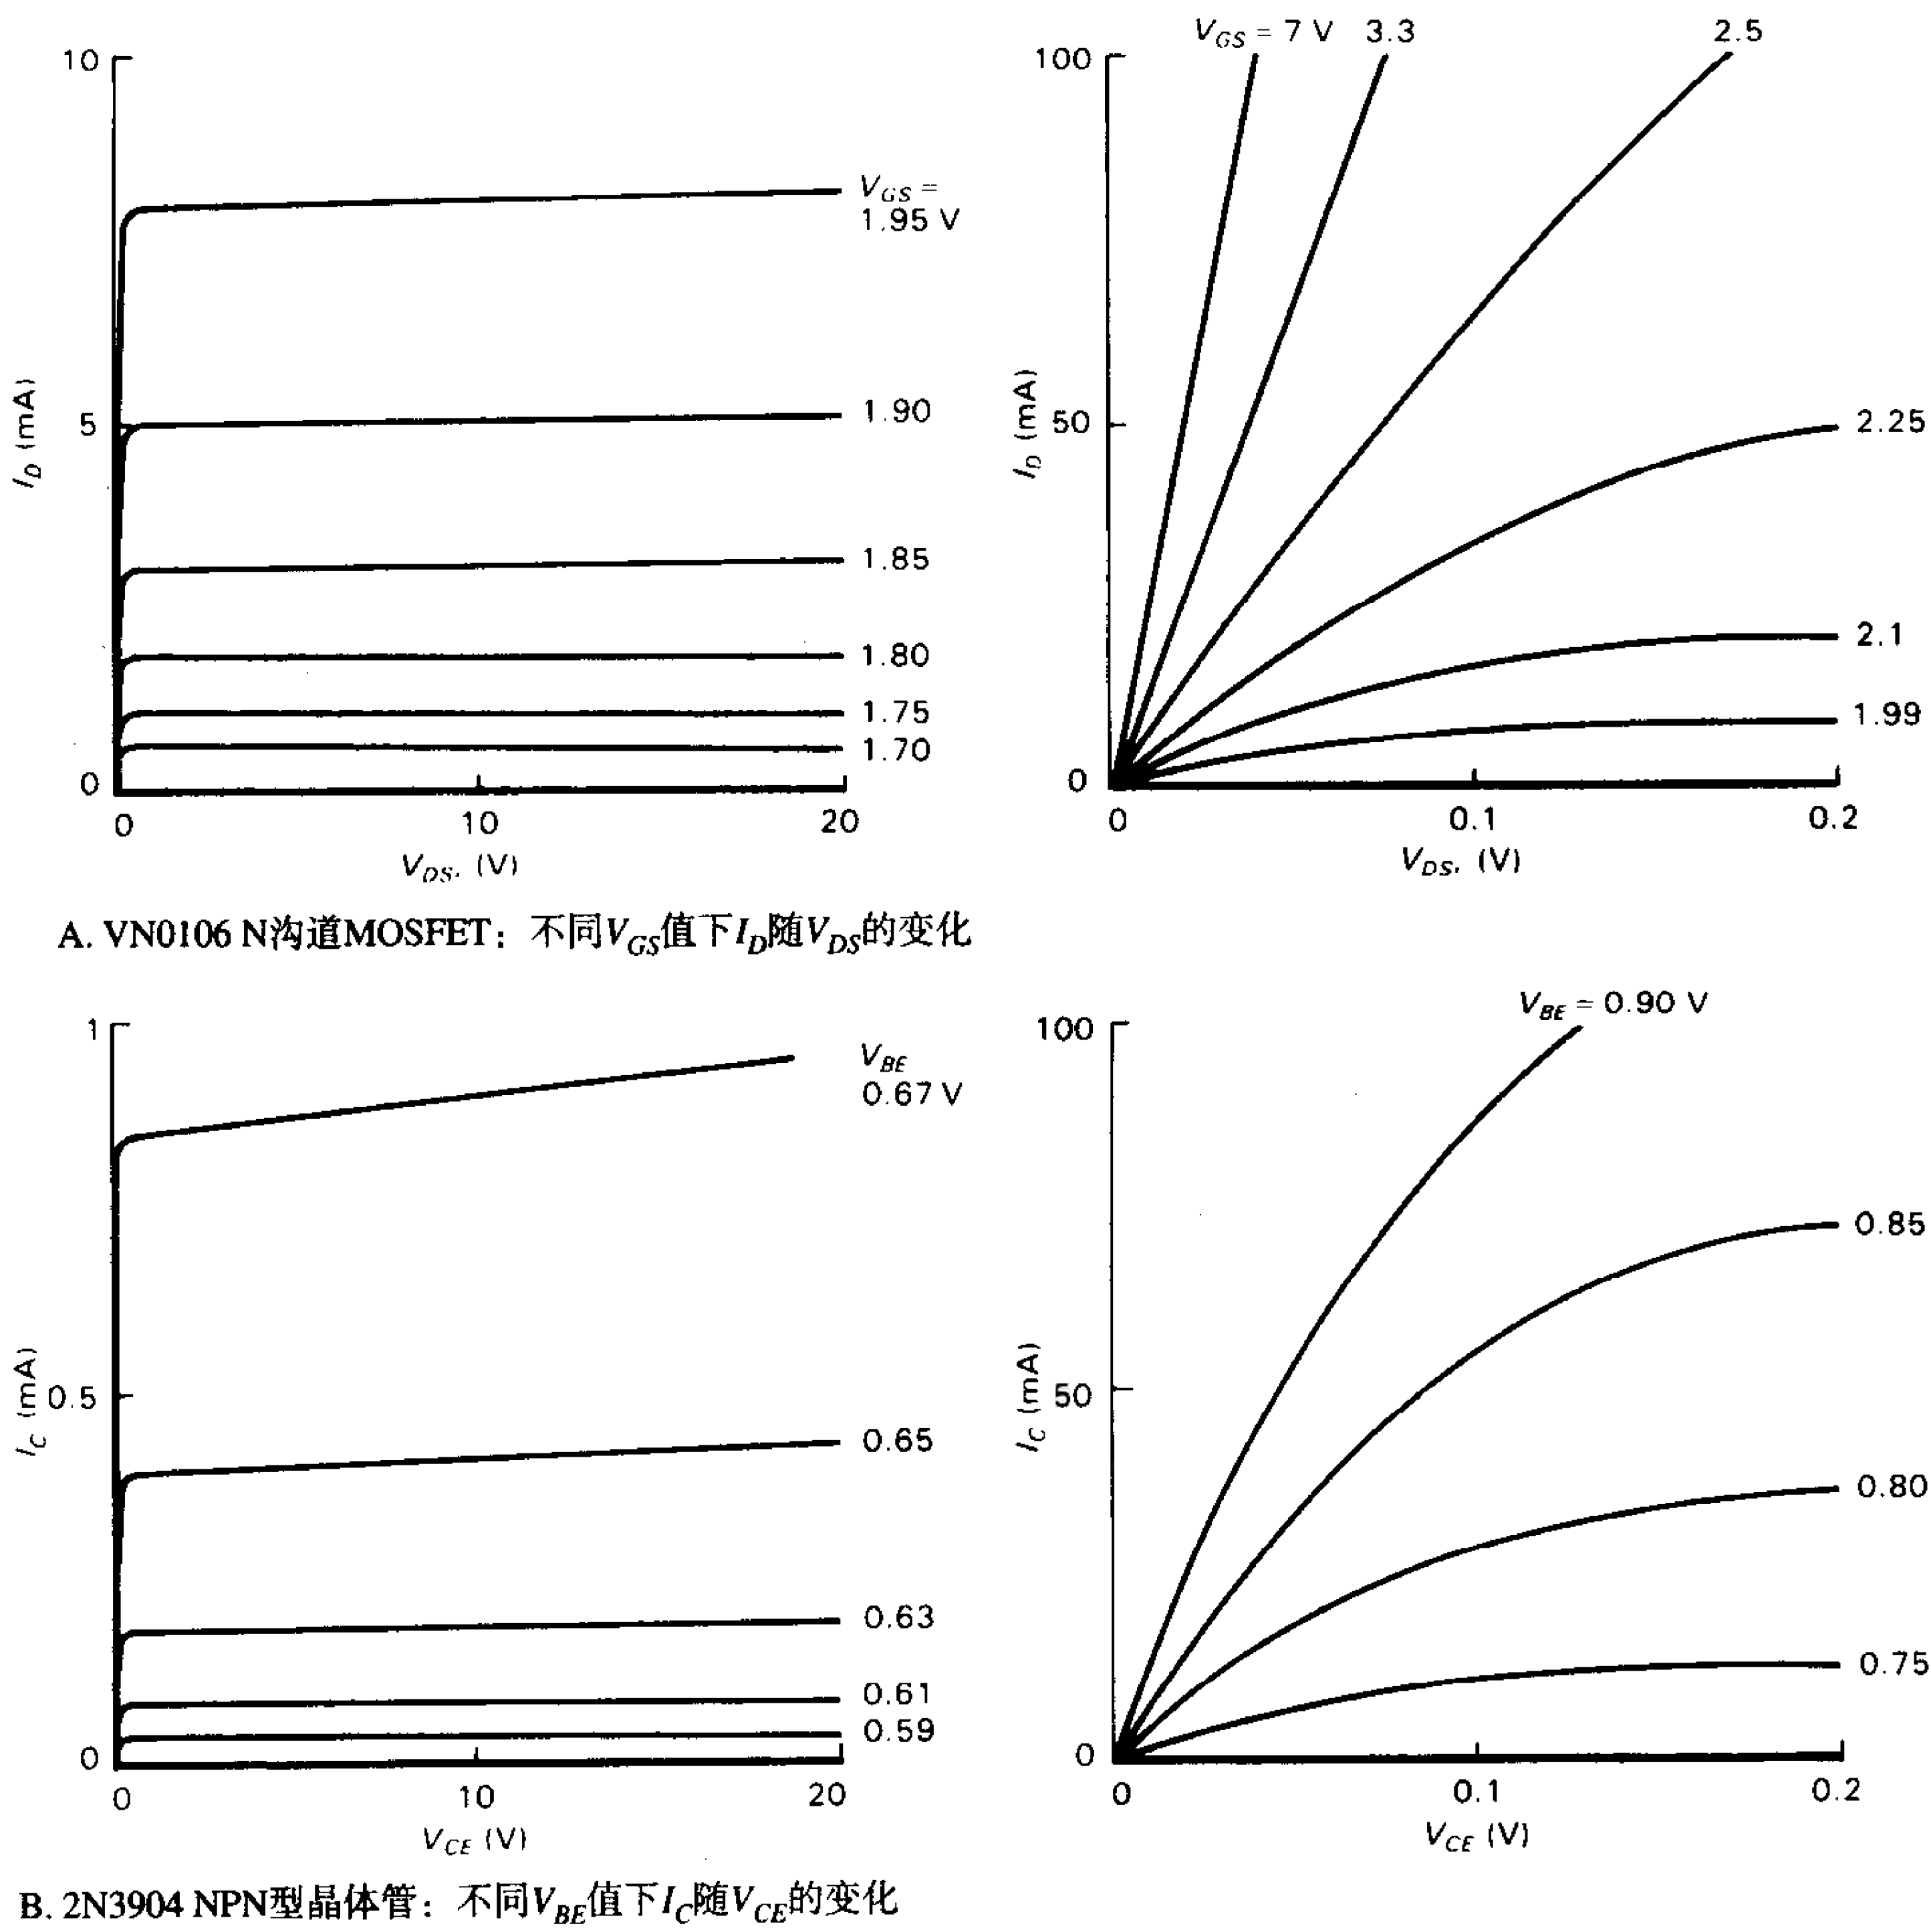 10
V_GS =
1.95 V
5
I_D (mA)
1.90
1.85
1.80
1.75
1.70
0
0
10
20
V_DS, (V)
V_GS = 7 V 3.3 2.5
100
I_D (mA)
50
2.25
2.1
1.99
0
0
0.1
0.2
V_DS, (V)
A. VN0106 N沟道MOSFET：不同V_GS值下I_D随V_DS的变化
1
V_BE
0.67 V
I_C (mA)
0.5
0.65
0.63
0.61
0.59
0
0
10
20
V_CE (V)
V_BE = 0.90 V
100
0.85
I_C (mA)
50
0.80
0.75
0
0
0.1
0.2
V_CE (V)
B. 2N3904 NPN型晶体管：不同V_BE值下I_C随V_CE的变化